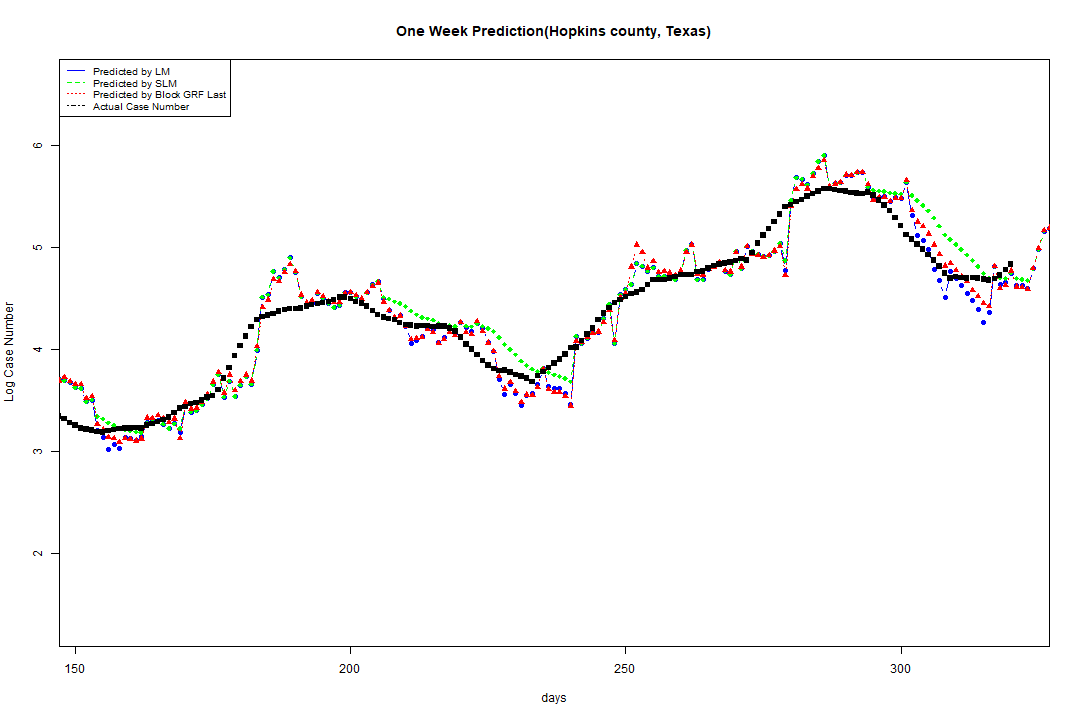 One Week Prediction(Hopkins county, Texas)
Predicted by LM
Predicted by SLM
Predicted by Block GRF Last
Actual Case Number
6
5
4
3
2
Log Case Number
150 200 250 300
days